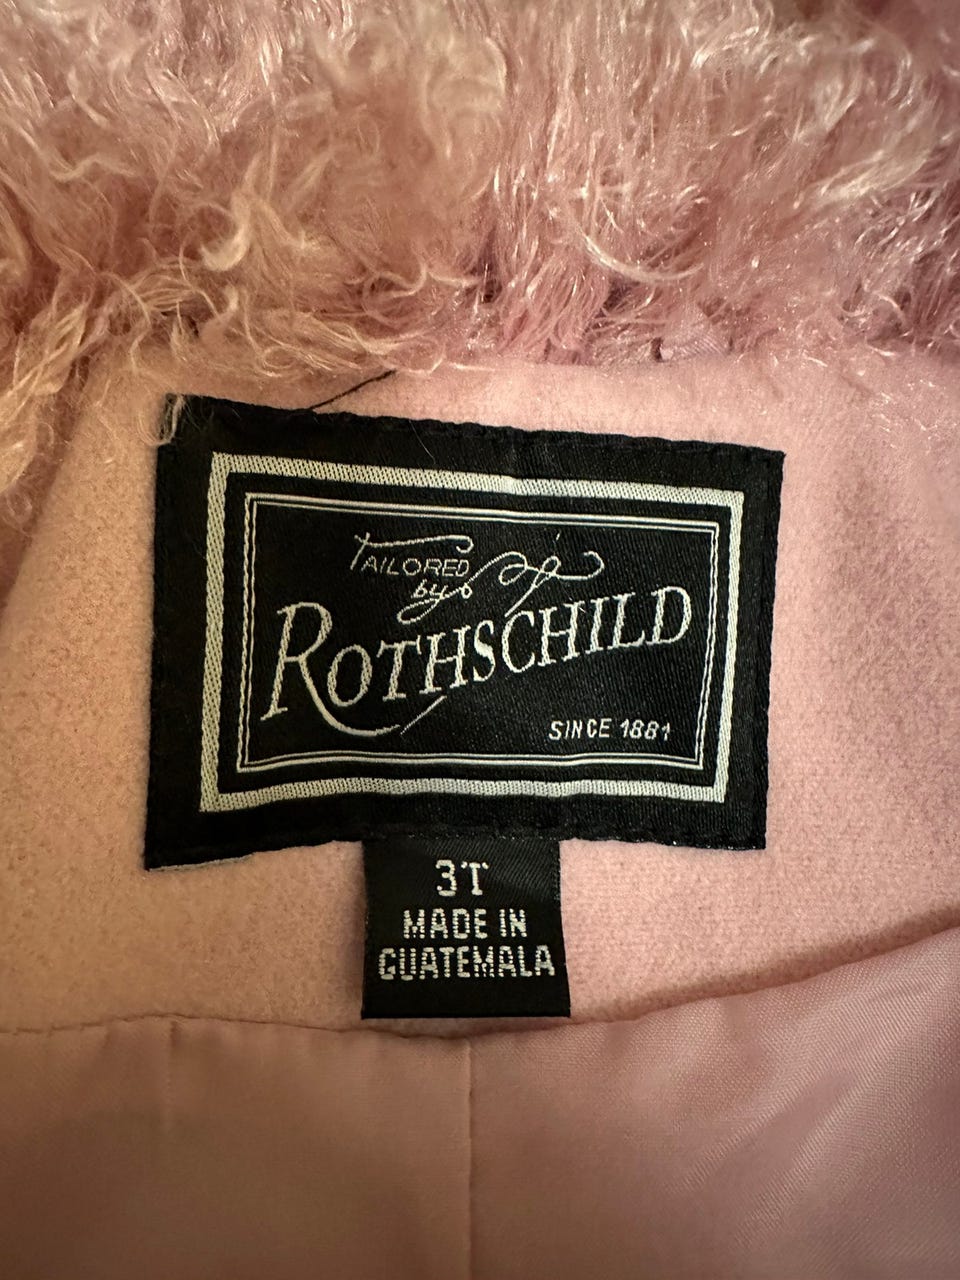 TAILORED
by
ROTHSCHILD
SINCE 1881
3T
MADE IN
GUATEMALA